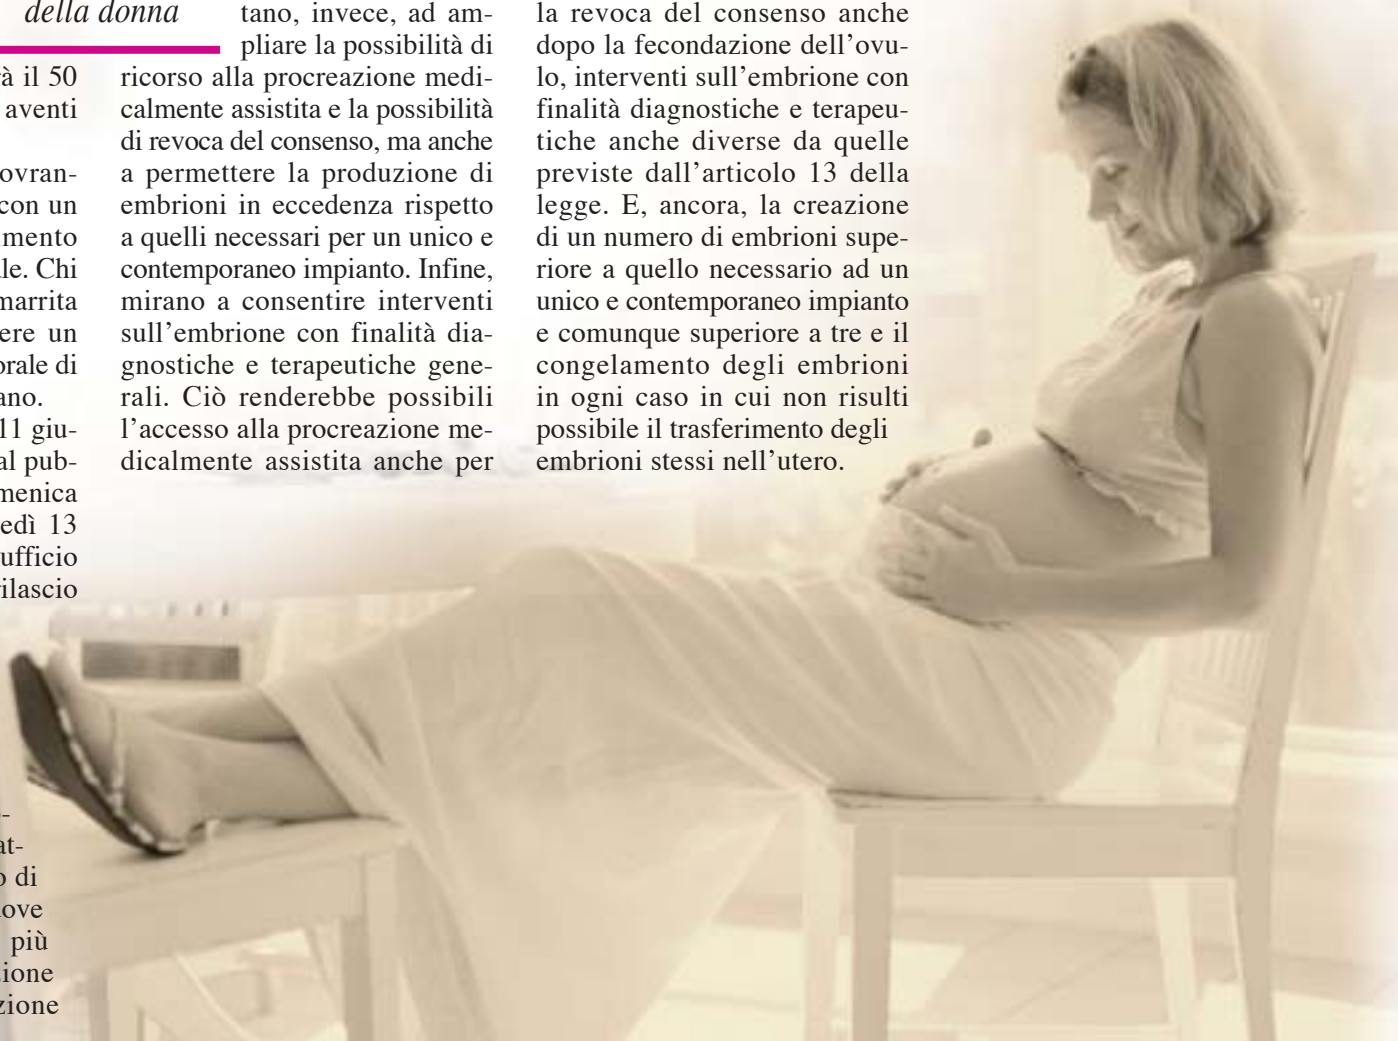 della donna
à il 50
aventi
ovran-
con un
imento
le. Chi
marrita
ere un
orale di
ano.
11 giu-
al pub-
menica
edì 13
ufficio
rilascio
-
at-
o di
ove
più
zione
zione
tano, invece, ad am-
pliare la possibilità di
ricorso alla procreazione medi-
calmente assistita e la possibilità
di revoca del consenso, ma anche
a permettere la produzione di
embrioni in eccedenza rispetto
a quelli necessari per un unico e
contemporaneo impianto. Infine,
mirano a consentire interventi
sull'embrione con finalità dia-
gnostiche e terapeutiche gene-
rali. Ciò renderebbe possibili
l'accesso alla procreazione me-
dicalmente assistita anche per
la revoca del consenso anche
dopo la fecondazione dell'ovu-
lo, interventi sull'embrione con
finalità diagnostiche e terapeu-
tiche anche diverse da quelle
previste dall'articolo 13 della
legge. E, ancora, la creazione
di un numero di embrioni supe-
riore a quello necessario ad un
unico e contemporaneo impianto
e comunque superiore a tre e il
congelamento degli embrioni
in ogni caso in cui non risulti
possibile il trasferimento degli
embrioni stessi nell'utero.